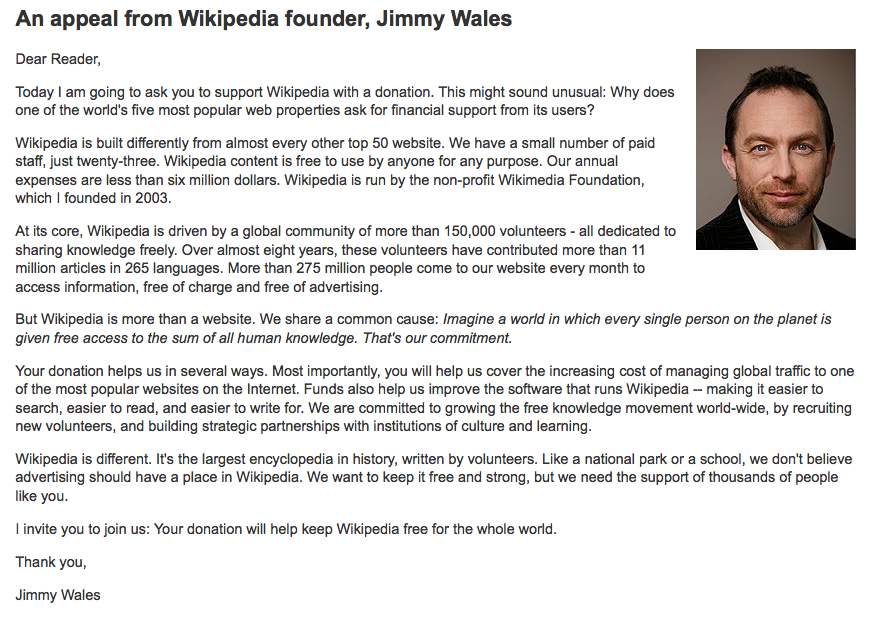 An appeal from Wikipedia founder, Jimmy Wales
Dear Reader,
Today I am going to ask you to support Wikipedia with a donation. This might sound unusual: Why does
one of the world's five most popular web properties ask for financial support from its users?
Wikipedia is built differently from almost every other top 50 website. We have a small number of paid
staff, just twenty-three. Wikipedia content is free to use by anyone for any purpose. Our annual
expenses are less than six million dollars. Wikipedia is run by the non-profit Wikimedia Foundation,
which I founded in 2003.
At its core, Wikipedia is driven by a global community of more than 150,000 volunteers - all dedicated to
sharing knowledge freely. Over almost eight years, these volunteers have contributed more than 11
million articles in 265 languages. More than 275 million people come to our website every month to
access information, free of charge and free of advertising.
But Wikipedia is more than a website. We share a common cause: Imagine a world in which every single person on the planet is
given free access to the sum of all human knowledge. That's our commitment.
Your donation helps us in several ways. Most importantly, you will help us cover the increasing cost of managing global traffic to one
of the most popular websites on the Internet. Funds also help us improve the software that runs Wikipedia -- making it easier to
search, easier to read, and easier to write for. We are committed to growing the free knowledge movement world-wide, by recruiting
new volunteers, and building strategic partnerships with institutions of culture and learning.
Wikipedia is different. It's the largest encyclopedia in history, written by volunteers. Like a national park or a school, we don't believe
advertising should have a place in Wikipedia. We want to keep it free and strong, but we need the support of thousands of people
like you.
I invite you to join us: Your donation will help keep Wikipedia free for the whole world.
Thank you,
Jimmy Wales